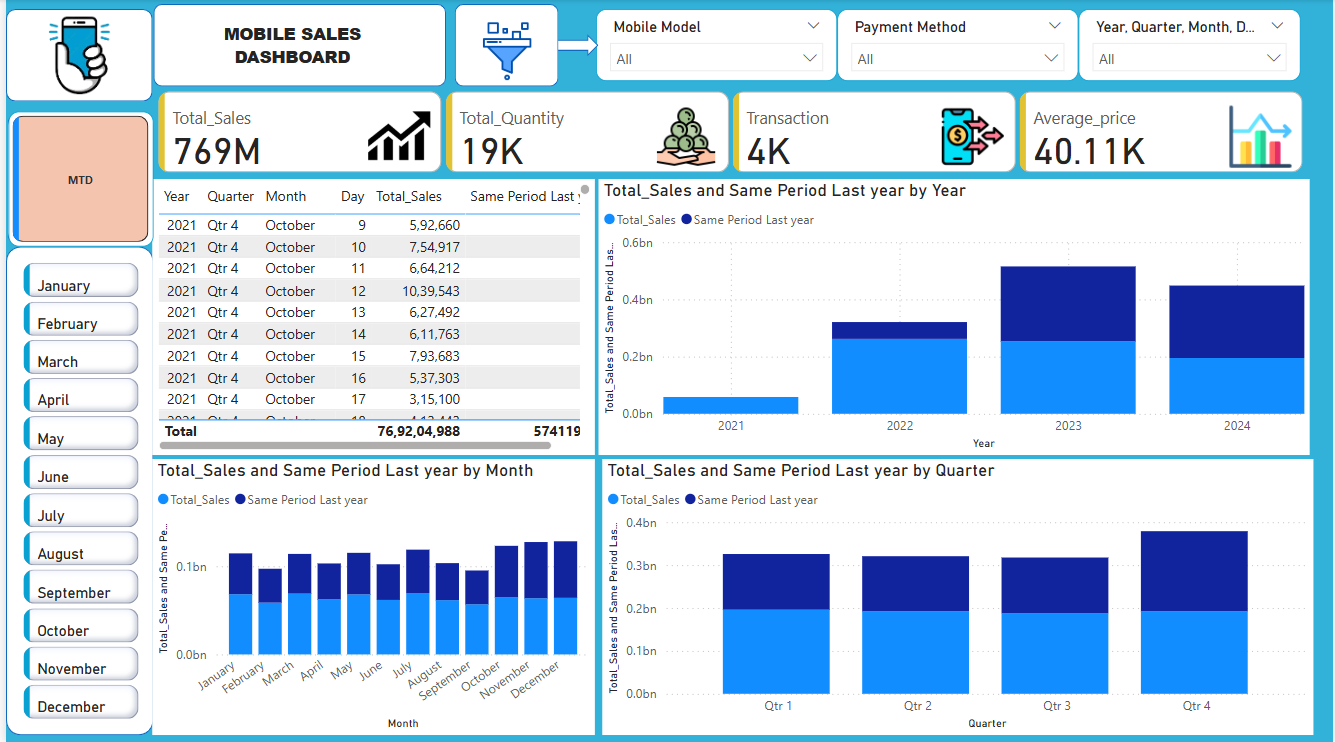 MOBILE SALES
DASHBOARD
Mobile Model
All
Payment Method
All
Year, Quarter, Month, D...
All
Total_Sales
769M
Total_Quantity
19K
Transaction
4K
Average_price
40.11K
MTD
January
February
March
April
May
June
July
August
September
October
November
December
Year Quarter Month Day Total_Sales Same Period Last y
2021 Qtr 4 October 9 5,92,660
2021 Qtr 4 October 10 7,54,917
2021 Qtr 4 October 11 6,64,212
2021 Qtr 4 October 12 10,39,543
2021 Qtr 4 October 13 6,27,492
2021 Qtr 4 October 14 6,11,763
2021 Qtr 4 October 15 7,93,683
2021 Qtr 4 October 16 5,37,303
2021 Qtr 4 October 17 3,15,100
Total 76,92,04,988 574119
Total_Sales and Same Period Last year by Year
Total_Sales Same Period Last year
Total_Sales and Same Period Las...
0.6bn
0.4bn
0.2bn
0.0bn
2021 2022 2023 2024
Year
Total_Sales and Same Period Last year by Month
Total_Sales Same Period Last year
Total_Sales and Same Pe...
0.1bn
0.0bn
January February March April May June July August September October November December
Month
Total_Sales and Same Period Last year by Quarter
Total_Sales Same Period Last year
Total_Sales and Same Period Las...
0.4bn
0.3bn
0.2bn
0.1bn
0.0bn
Qtr 1 Qtr 2 Qtr 3 Qtr 4
Quarter